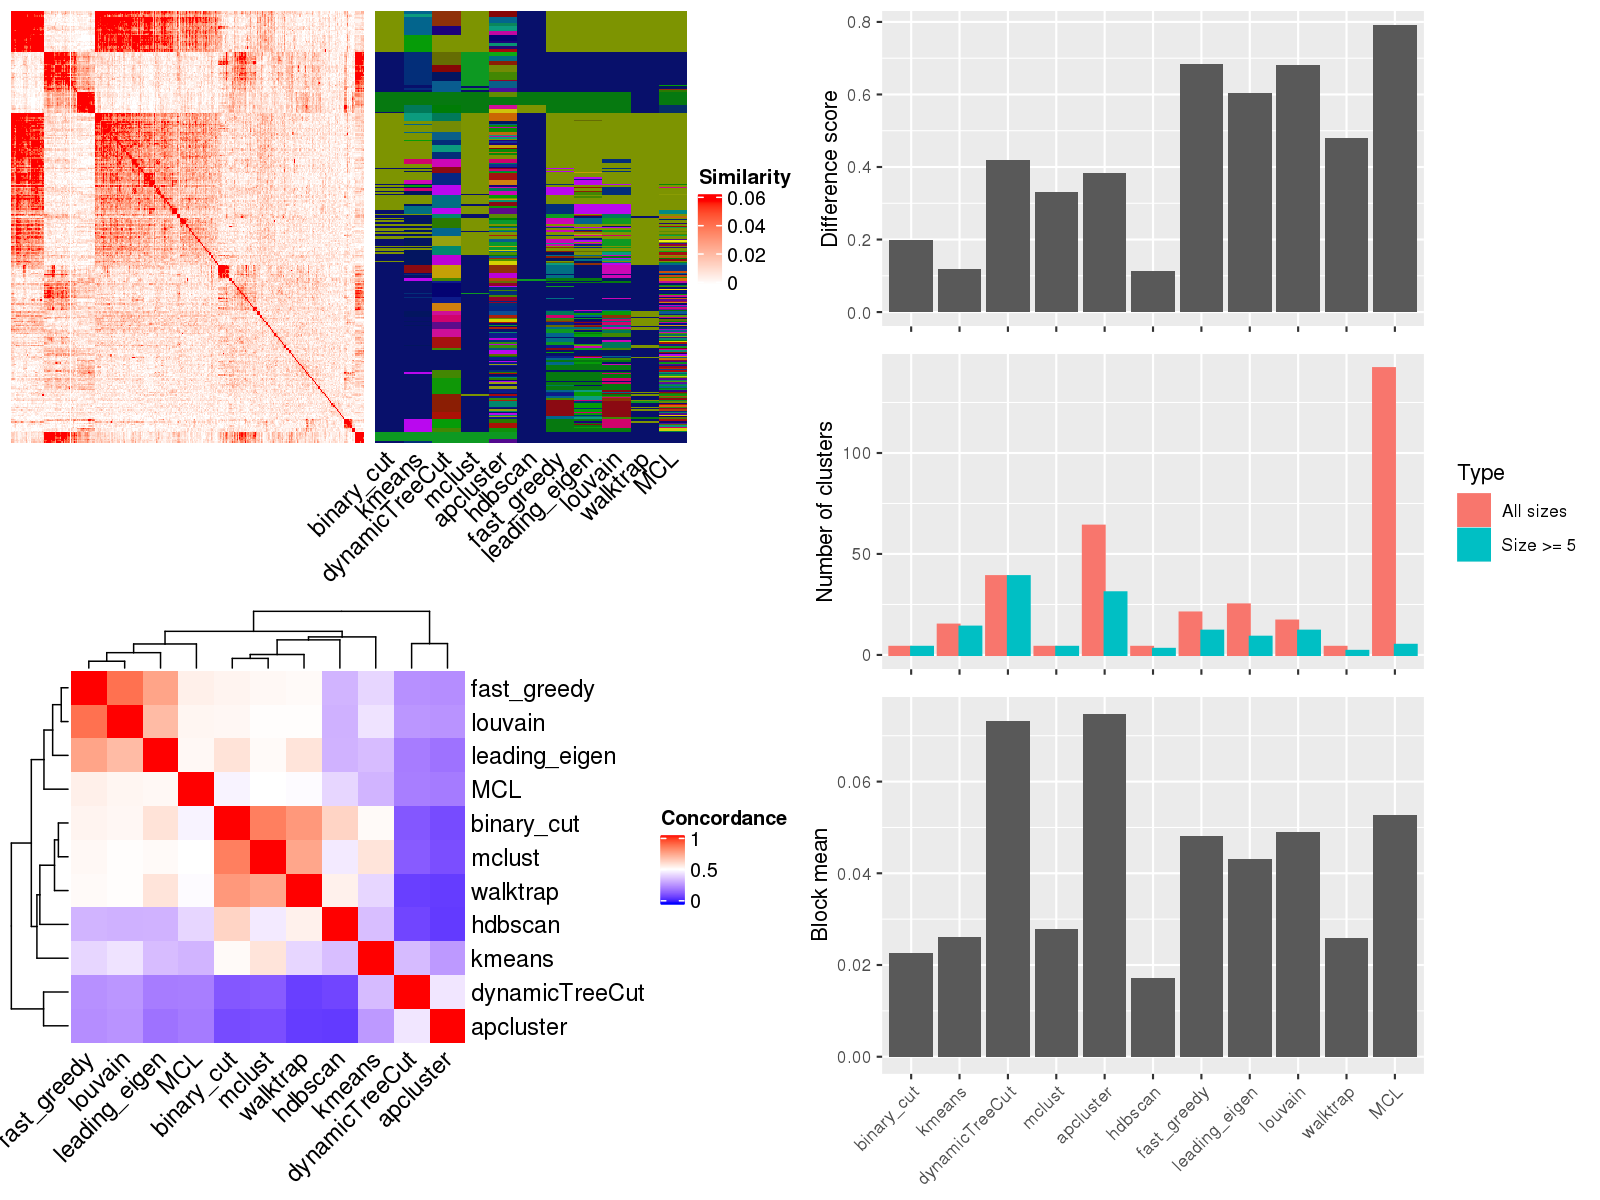 Similarity
0.06
0.04
0.02
0
binary_cut
kmeans
dynamicTreeCut
mclust
apcluster
hdbscan
fast_greedy
leading_eigen
louvain
walktrap
MCL
fast_greedy
louvain
leading_eigen
MCL
binary_cut
mclust
walktrap
hdbscan
kmeans
dynamicTreeCut
apcluster
fast_greedy
louvain
leading_eigen
MCL
binary_cut
mclust
walktrap
hdbscan
kmeans
dynamicTreeCut
apcluster
Concordance
1
0.5
0
Difference score
0.8
0.6
0.4
0.2
0.0
Number of clusters
100
50
0
Type
All sizes
Size >= 5
Block mean
0.06
0.04
0.02
0.00
binary_cut
kmeans
dynamicTreeCut
mclust
apcluster
hdbscan
fast_greedy
leading_eigen
louvain
walktrap
MCL